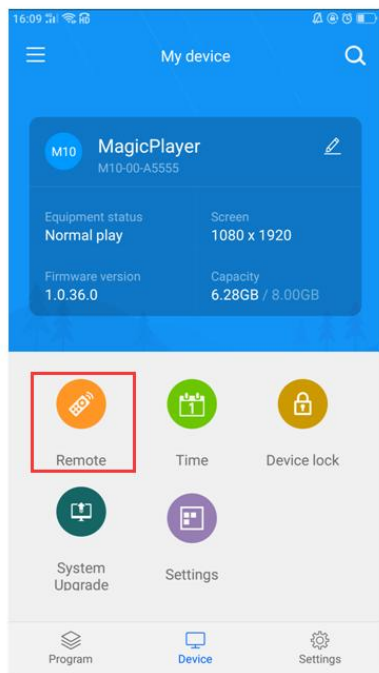 16:09
My device
M10
MagicPlayer
M10-00-A5555
Equipment status
Screen
Normal play
1080 x 1920
Firmware version
Capacity
1.0.36.0
6.28GB / 8.00GB
1
Remote
Time
Device lock
System
Upgrade
Settings
Program
Device
Settings